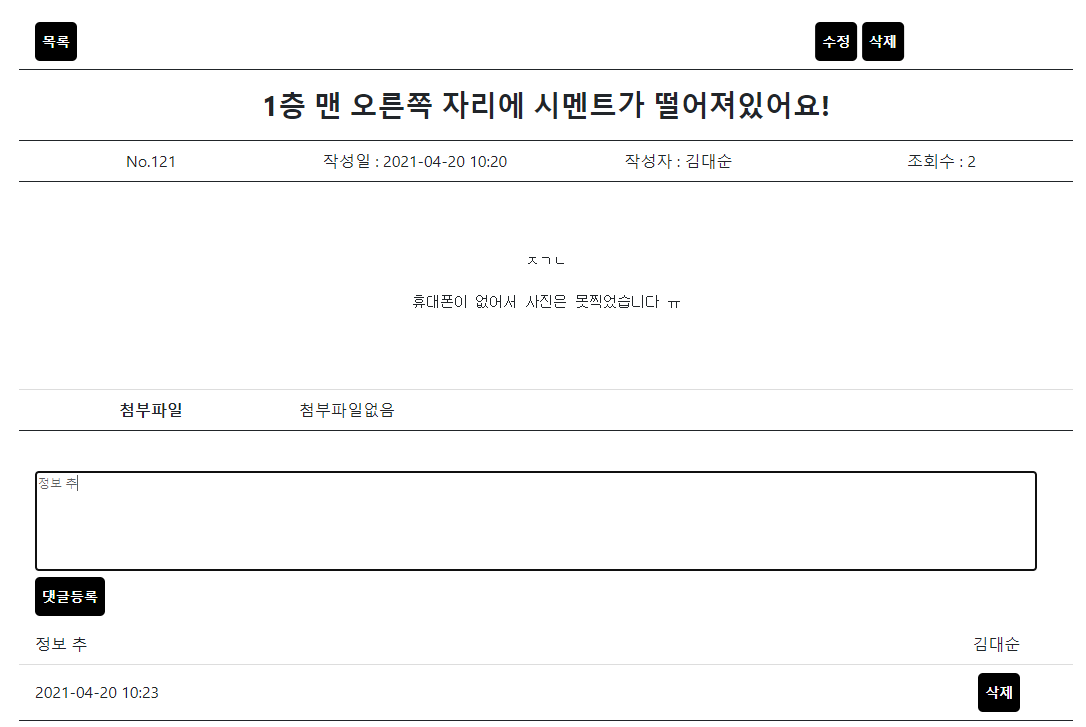 목록 수정 삭제
1층 맨 오른쪽 자리에 시멘트가 떨어져있어요!
No.121 작성일 : 2021-04-20 10:20 작성자 : 김대순 조회수 : 2
ㅈㄱㄴ
휴대폰이 없어서 사진은 못찍었습니다 ㅠ
첨부파일 첨부파일없음
정보 추
댓글등록
정보 추 김대순
2021-04-20 10:23 삭제